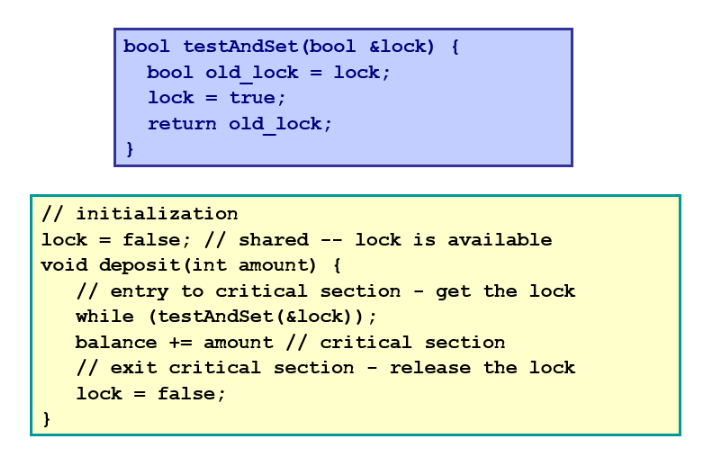 bool testAndSet(bool &lock) {
bool old_lock = lock;
lock = true;
return old_lock;
}
// initialization
lock = false; // shared -- lock is available
void deposit(int amount) {
// entry to critical section - get the lock
while (testAndSet(&lock));
balance += amount // critical section
// exit critical section - release the lock
lock = false;
}